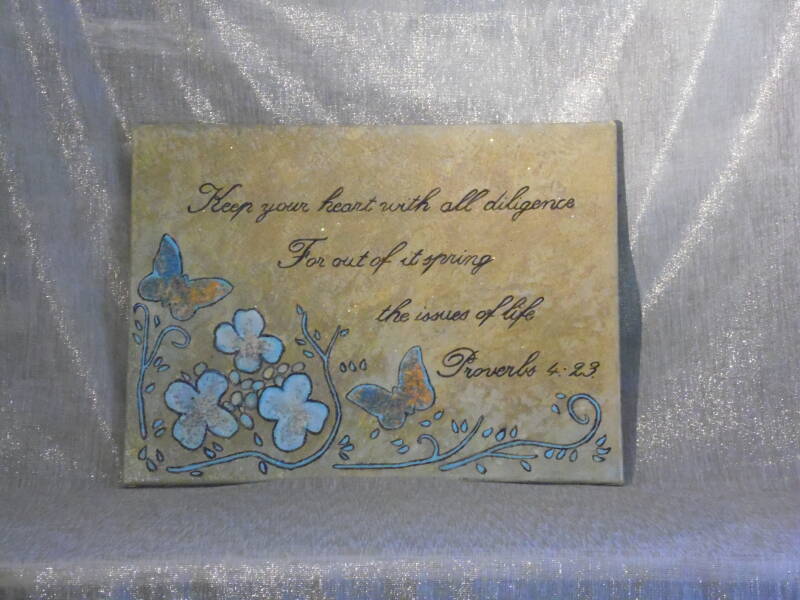 Keep your heart with all diligence
For out of it spring
the issues of life
Proverbs 4:23.